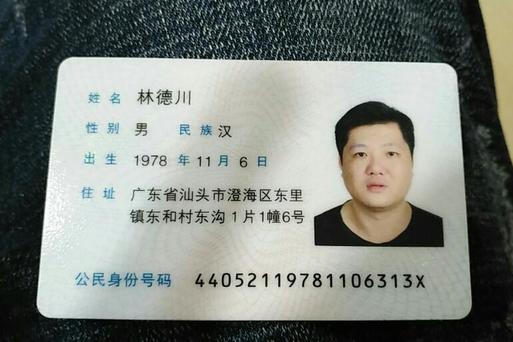 姓名 林德川
性别 男 民族 汉
出生 1978 年 11 月 6 日
住址 广东省汕头市澄海区东里
镇东和村东沟1片1幢6号
公民身份号码 44052119781106313X